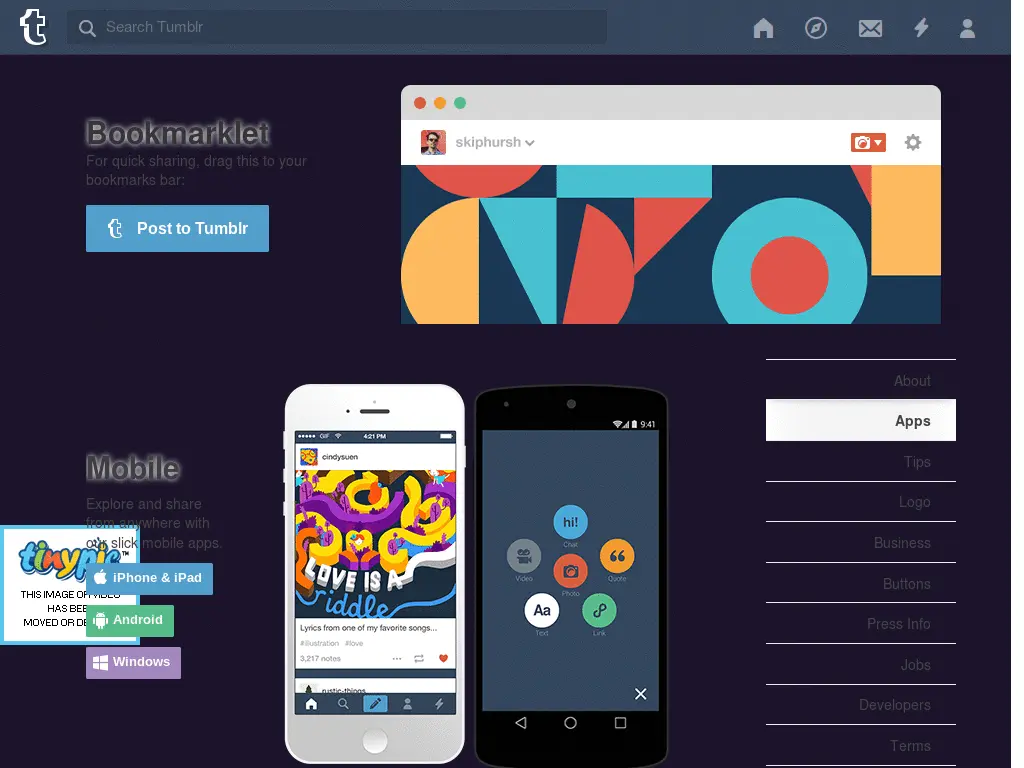 Search Tumblr
Bookmarklet
For quick sharing, drag this to your
bookmarks bar:
Post to Tumblr
skiphursh
About
Apps
Tips
Logo
Business
Buttons
Press Info
Jobs
Developers
Terms
Mobile
Explore and share
from anywhere with
our slick mobile apps.
tinypic™
THIS IMAGE OR VIDEO
HAS BEE
MOVED OR DE
iPhone & iPad
Android
Windows
GIF 4:21 PM
cindysuen
LOVE IS A
riddle
Lyrics from one of my favorite songs...
#illustration #love
3,217 notes
rustic-things
9:41
hi!
Chat
Video
Quote
Photo
Aa
Text
Link